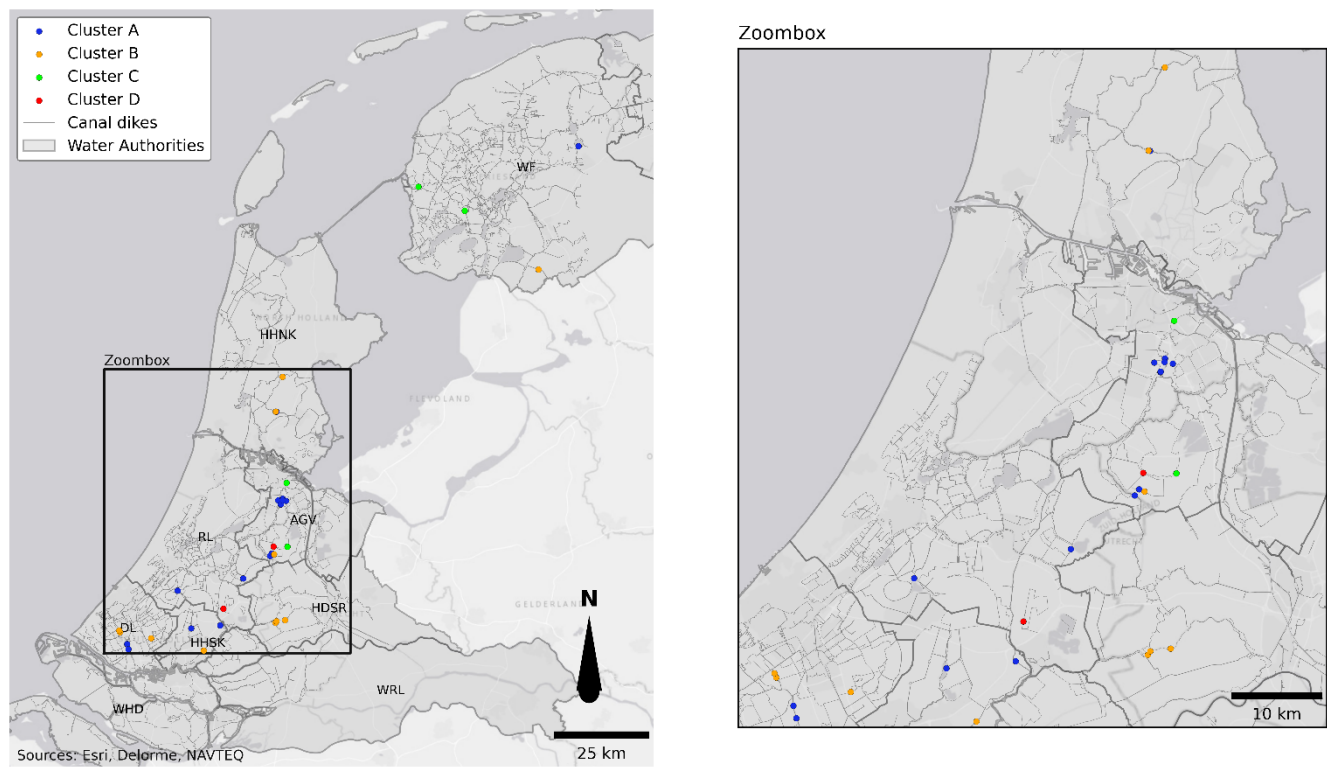 Cluster A
Cluster B
Cluster C
Cluster D
Canal dikes
Water Authorities
WF
HHNK
Zoombox
FLEVOLAND
AGV
RL
HDSR
GELDERLAND
N
DL
HHSK
WRL
WHD
25 km
Sources: Esri, Delorme, NAVTEQ
Zoombox
UTRECHT
10 km